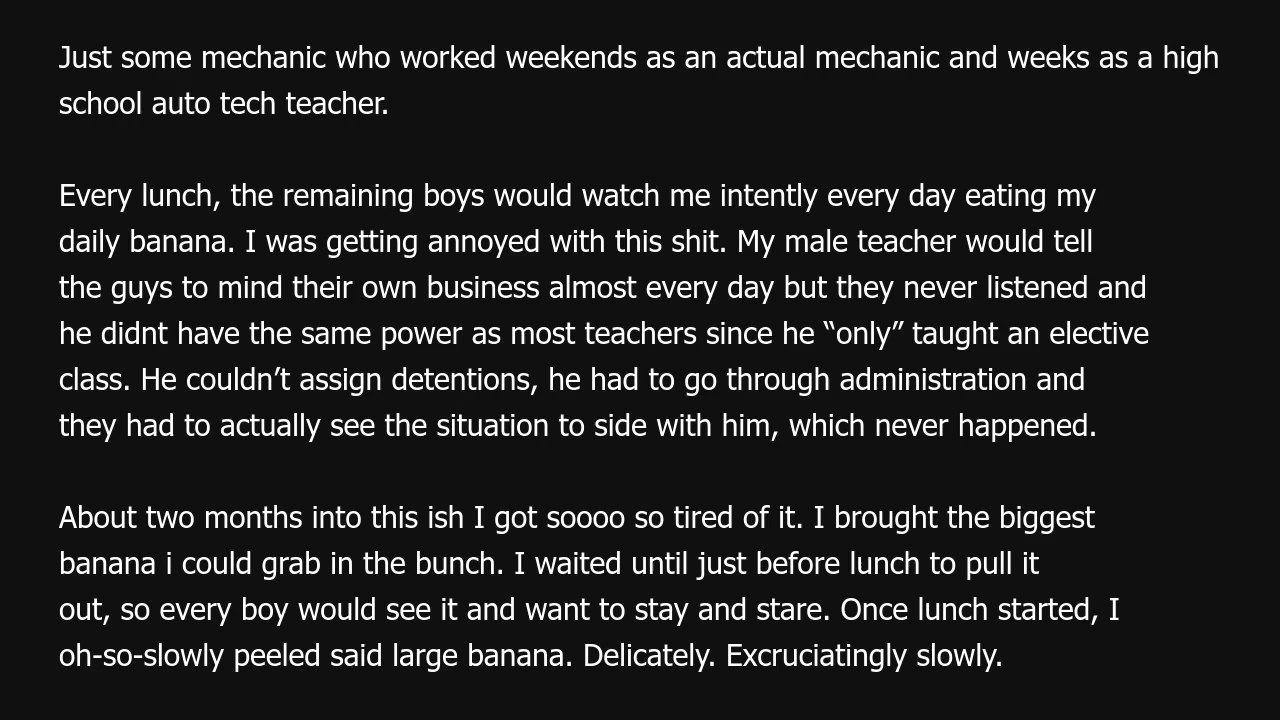 Just some mechanic who worked weekends as an actual mechanic and weeks as a high
school auto tech teacher.
Every lunch, the remaining boys would watch me intently every day eating my
daily banana. I was getting annoyed with this shit. My male teacher would tell
the guys to mind their own business almost every day but they never listened and
he didnt have the same power as most teachers since he “only” taught an elective
class. He couldn’t assign detentions, he had to go through administration and
they had to actually see the situation to side with him, which never happened.
About two months into this ish I got soooo so tired of it. I brought the biggest
banana i could grab in the bunch. I waited until just before lunch to pull it
out, so every boy would see it and want to stay and stare. Once lunch started, I
oh-so-slowly peeled said large banana. Delicately. Excruciatingly slowly.